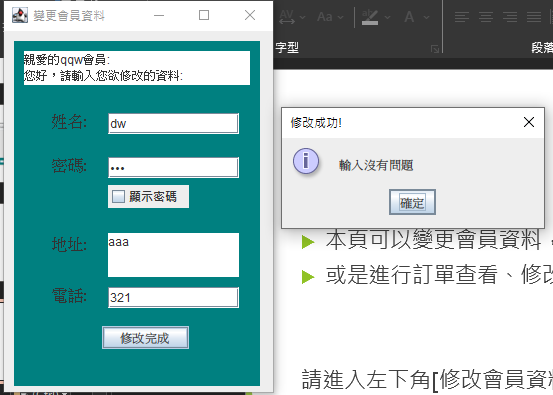 變更會員資料
親愛的qqw會員:
您好，請輸入您欲修改的資料:
姓名:
dw
密碼:
•••
顯示密碼
地址:
aaa
電話:
321
修改完成
Aa
字型
段落
修改成功!
輸入沒有問題
確定
本頁可以變更會員資料，
或是進行訂單查看、修改
請進入左下角[修改會員資料